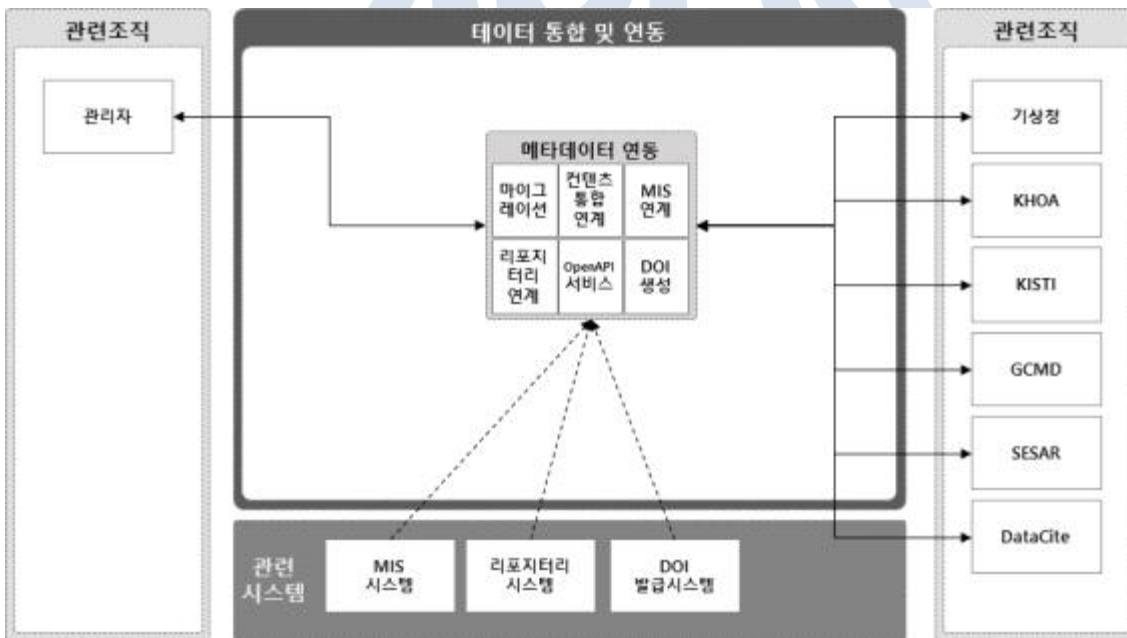 관련조직
관리자
데이터 통합 및 연동
메타데이터 연동
마이그
레이션
컨텐츠
통합
연계
MIS
연계
리포지
터리
연계
OpenAPI
서비스
DOI
생성
관련
시스템
MIS
시스템
리포지터리
시스템
DOI
발급시스템
관련조직
기상청
KHOA
KISTI
GCMD
SESAR
DataCite